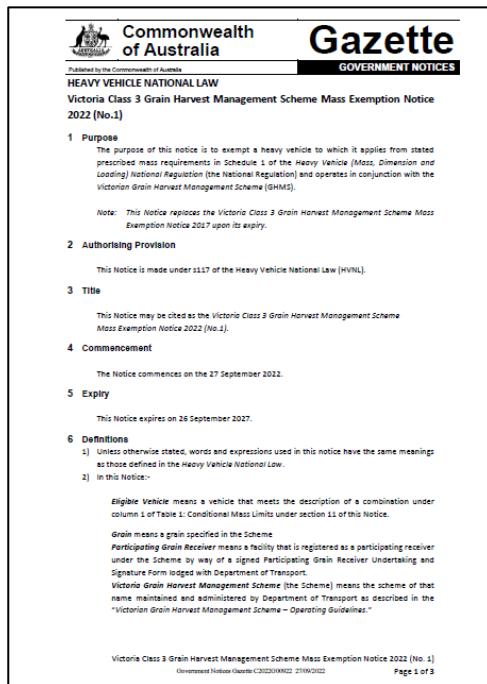 Commonwealth
of Australia
Gazette
Published by the Commonwealth of Australia
GOVERNMENT NOTICES
HEAVY VEHICLE NATIONAL LAW
Victoria Class 3 Grain Harvest Management Scheme Mass Exemption Notice
2022 (No.1)
1 Purpose
The purpose of this notice is to exempt a heavy vehicle to which it applies from stated
prescribed mass requirements in Schedule 1 of the Heavy Vehicle (Mass, Dimension and
Loading) National Regulation (the National Regulation) and operates in conjunction with the
Victorian Grain Harvest Management Scheme (GHMS).
Note: This Notice replaces the Victoria Class 3 Grain Harvest Management Scheme Mass
Exemption Notice 2017 upon its expiry.
2 Authorising Provision
This Notice is made under s117 of the Heavy Vehicle National Law (HVNL).
3 Title
This Notice may be cited as the Victoria Class 3 Grain Harvest Management Scheme
Mass Exemption Notice 2022 (No.1).
4 Commencement
The Notice commences on the 27 September 2022.
5 Expiry
This Notice expires on 26 September 2027.
6 Definitions
1) Unless otherwise stated, words and expressions used in this notice have the same meanings
as those defined in the Heavy Vehicle National Law.
2) In this Notice:-
Eligible Vehicle means a vehicle that meets the description of a combination under
column 1 of Table 1: Conditional Mass Limits under section 11 of this Notice.
Grain means a grain specified in the Scheme
Participating Grain Receiver means a facility that is registered as a participating receiver
under the Scheme by way of a signed Participating Grain Receiver Undertaking and
Signature Form lodged with Department of Transport.
Victoria Grain Harvest Management Scheme (the Scheme) means the scheme of that
name maintained and administered by Department of Transport as described in the
"Victorian Grain Harvest Management Scheme – Operating Guidelines."
Victoria Class 3 Grain Harvest Management Scheme Mass Exemption Notice 2022 (No. 1)
Government Notices Gazette C2022G00922 27/09/2022
Page 1 of 3